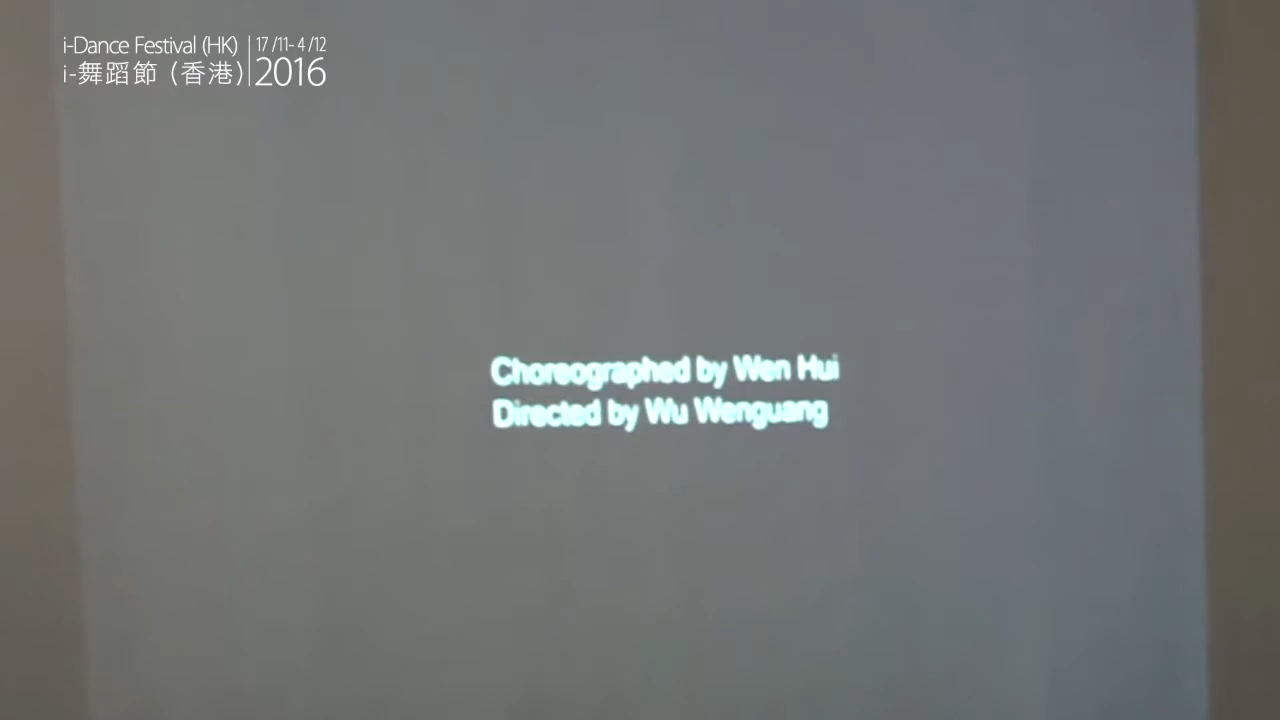 i-Dance Festival (HK) | 17/11-4/12
i-舞蹈節 (香港) | 2016
Choreographed by Wen Hui
Directed by Wu Wenguang